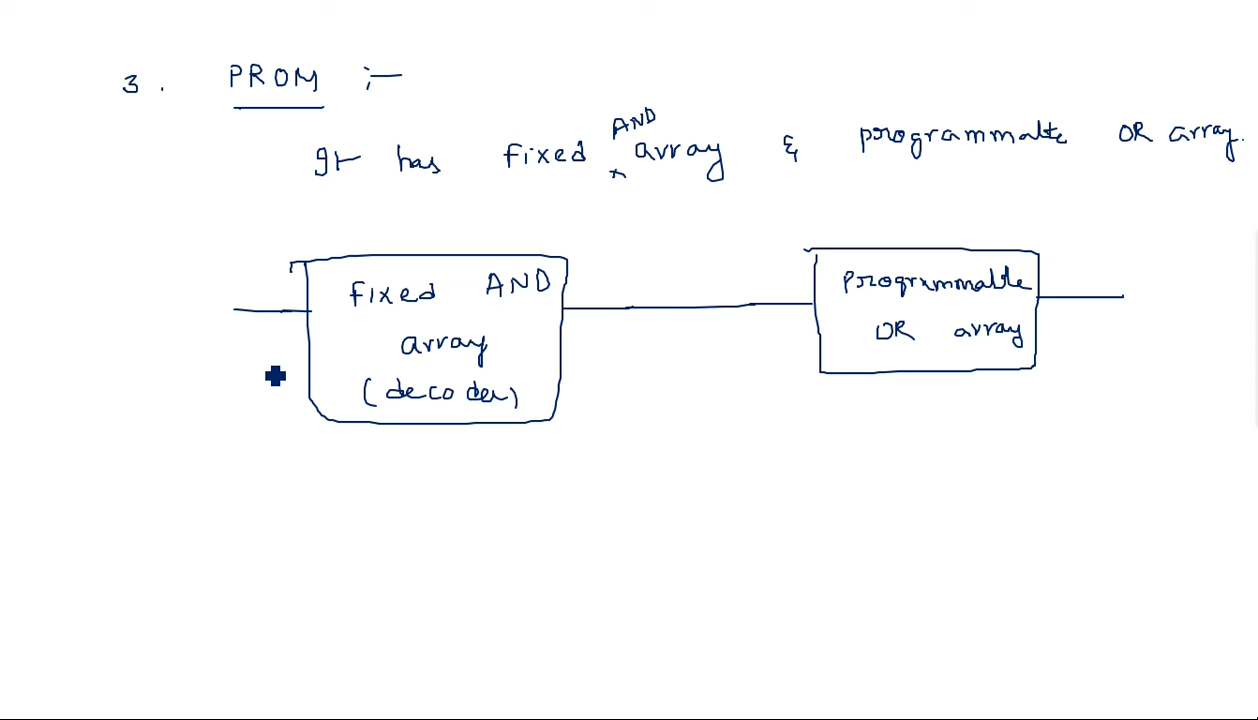 3. PROM :-
It has fixed AND array & programmable OR array.
fixed AND
array
(decoder)
programmable
OR array